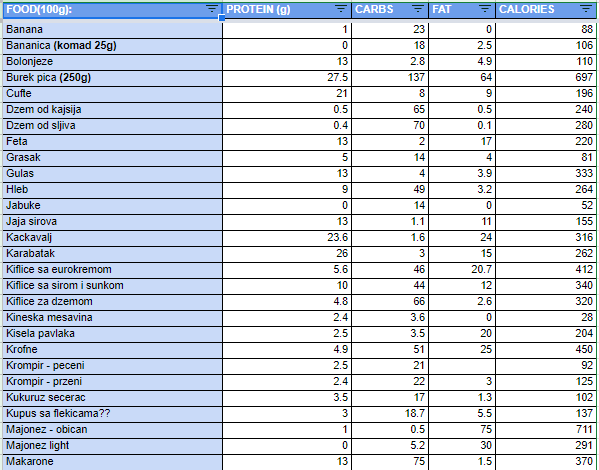 FOOD(100g): PROTEIN (g) CARBS FAT CALORIES
Banana 1 23 0 88
Bananica (komad 25g) 0 18 2.5 106
Bolonjeze 13 2.8 4.9 110
Burek pica (250g) 27.5 137 64 697
Cufte 21 8 9 196
Dzem od kajsija 0.5 65 0.5 240
Dzem od sljiva 0.4 70 0.1 280
Feta 13 2 17 220
Grasak 5 14 4 81
Gulas 13 4 3.9 333
Hleb 9 49 3.2 264
Jabuke 0 14 0 52
Jaja sirova 13 1.1 11 155
Kackavalj 23.6 1.6 24 316
Karabatak 26 3 15 262
Kiflice sa eurokremom 5.6 46 20.7 412
Kiflice sa sirom i sunkom 10 44 12 340
Kiflice za dzemom 4.8 66 2.6 320
Kineska mesavina 2.4 3.6 0 28
Kisela pavlaka 2.5 3.5 20 204
Krofne 4.9 51 25 450
Krompir - peceni 2.5 21 92
Krompir - przeni 2.4 22 3 125
Kukuruz secerac 3.5 17 1.3 102
Kupus sa flekicama?? 3 18.7 5.5 137
Majonez - obican 1 0.5 75 711
Majonez light 0 5.2 30 291
Makarone 13 75 1.5 370